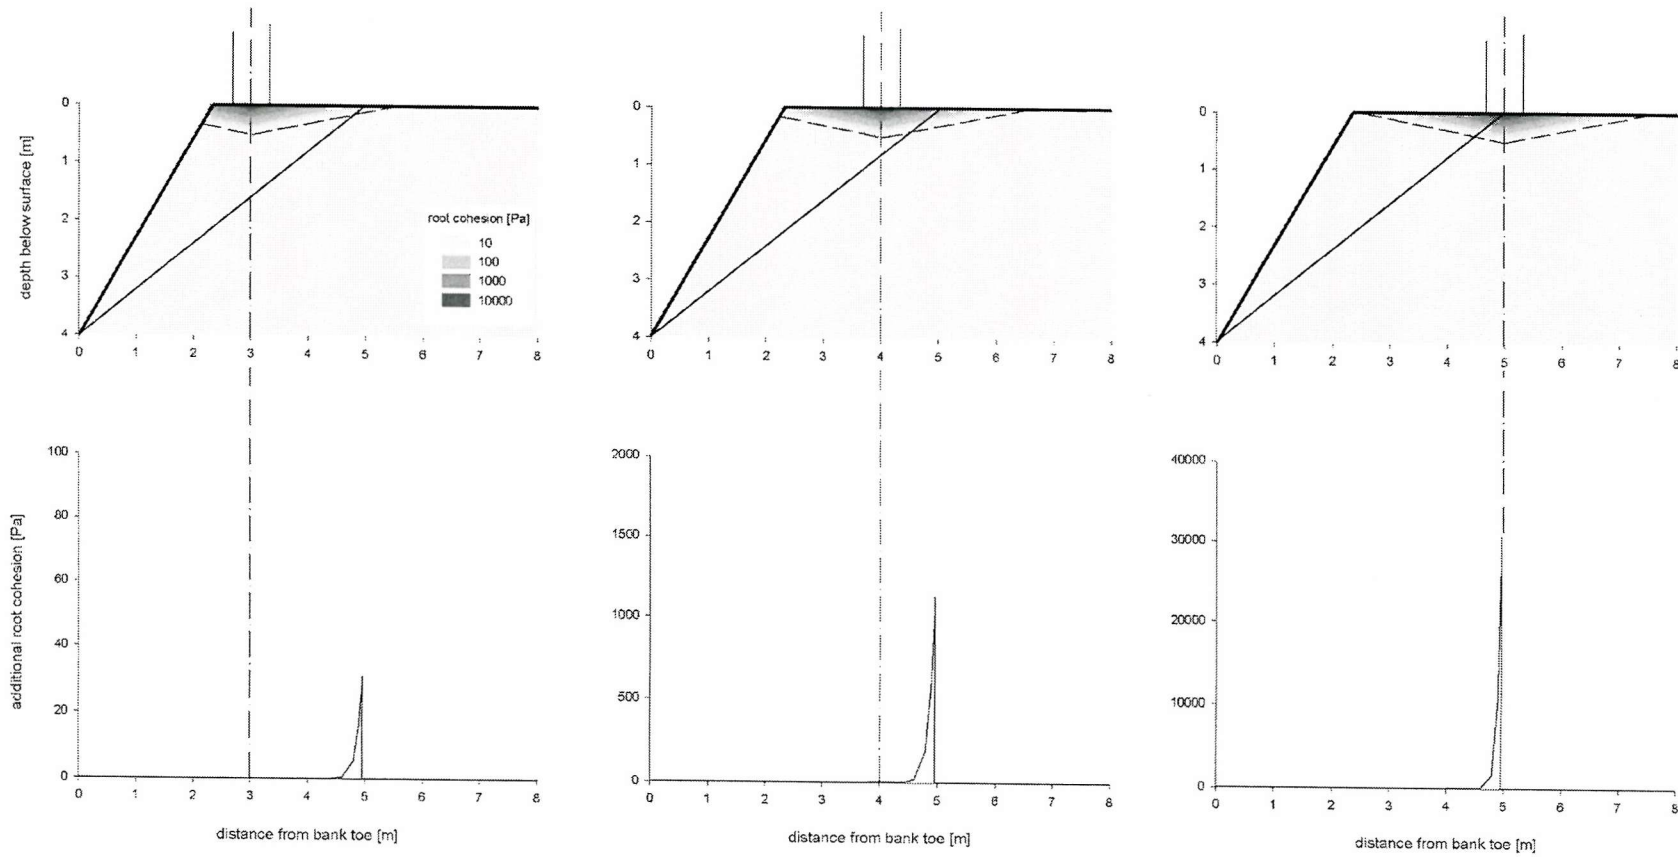 depth below surface [m]
0
1
2
3
4
0 1 2 3 4 5 6 7 8
root cohesion [Pa]
10
100
1000
10000
0
1
2
3
4
0 1 2 3 4 5 6 7 8
0
1
2
3
4
0 1 2 3 4 5 6 7 8
additional root cohesion [Pa]
100
80
60
40
20
0
0 1 2 3 4 5 6 7 8
distance from bank toe [m]
2000
1500
1000
500
0
0 1 2 3 4 5 6 7 8
distance from bank toe [m]
40000
30000
20000
10000
0
0 1 2 3 4 5 6 7 8
distance from bank toe [m]